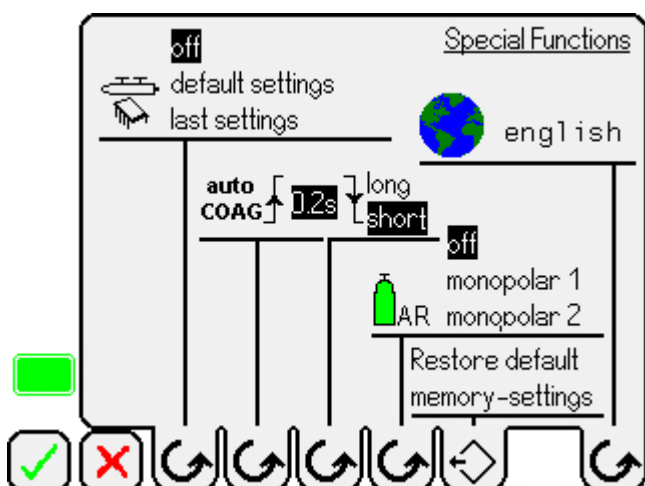 Special Functions
off
default settings
last settings
english
auto
COAG
0.2s
long
short
off
monopolar 1
AR monopolar 2
Restore default
memory-settings